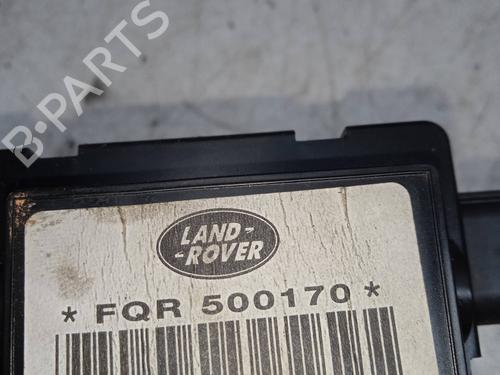 B-PARTS
LAND-
-ROVER
* FQR 500170 *